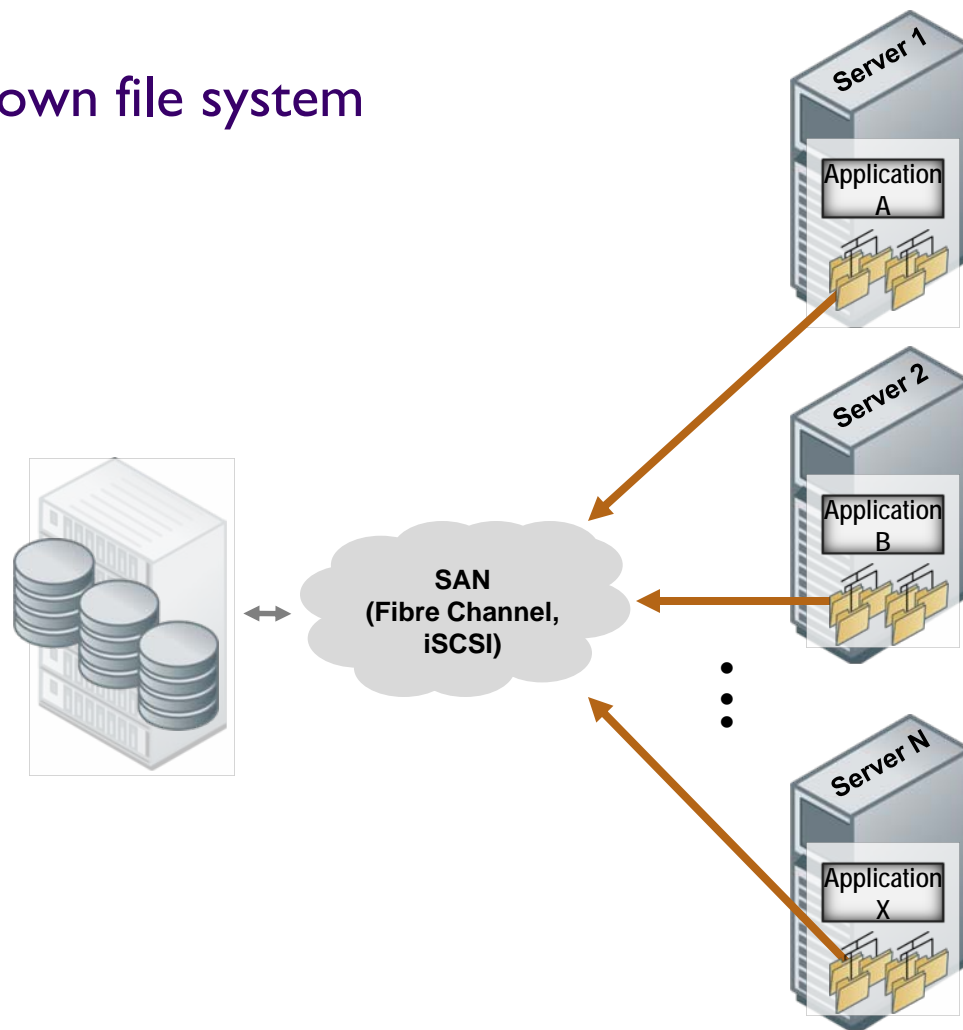 own file system
Server 1
Application
A
Server 2
Application
B
SAN
(Fibre Channel,
iSCSI)
Server N
Application
X